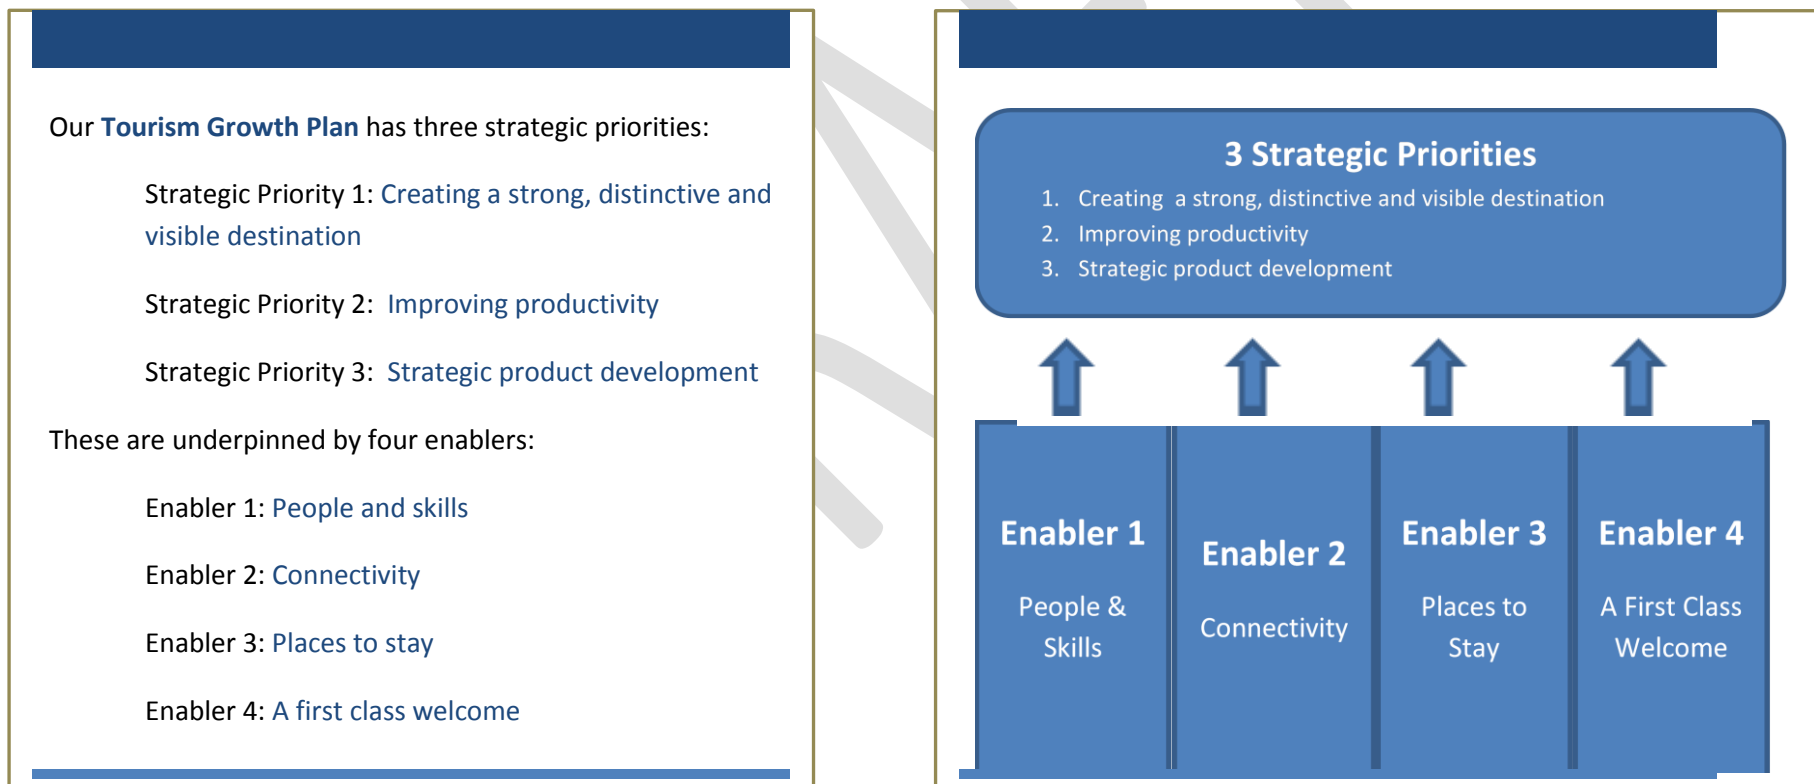 Our Tourism Growth Plan has three strategic priorities:
Strategic Priority 1: Creating a strong, distinctive and
visible destination
Strategic Priority 2: Improving productivity
Strategic Priority 3: Strategic product development
These are underpinned by four enablers:
Enabler 1: People and skills
Enabler 2: Connectivity
Enabler 3: Places to stay
Enabler 4: A first class welcome
3 Strategic Priorities
1. Creating a strong, distinctive and visible destination
2. Improving productivity
3. Strategic product development
Enabler 1
People &
Skills
Enabler 2
Connectivity
Enabler 3
Places to
Stay
Enabler 4
A First Class
Welcome